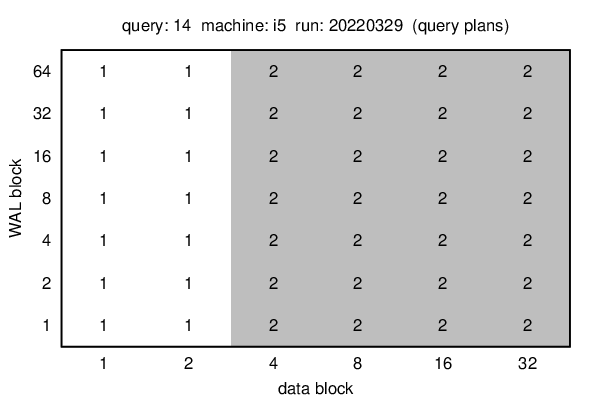 query: 14  machine: i5  run: 20220329  (query plans)
64 1 1 2 2 2 2
32 1 1 2 2 2 2
16 1 1 2 2 2 2
8 1 1 2 2 2 2
4 1 1 2 2 2 2
2 1 1 2 2 2 2
1 1 1 2 2 2 2
WAL block
1 2 4 8 16 32
data block